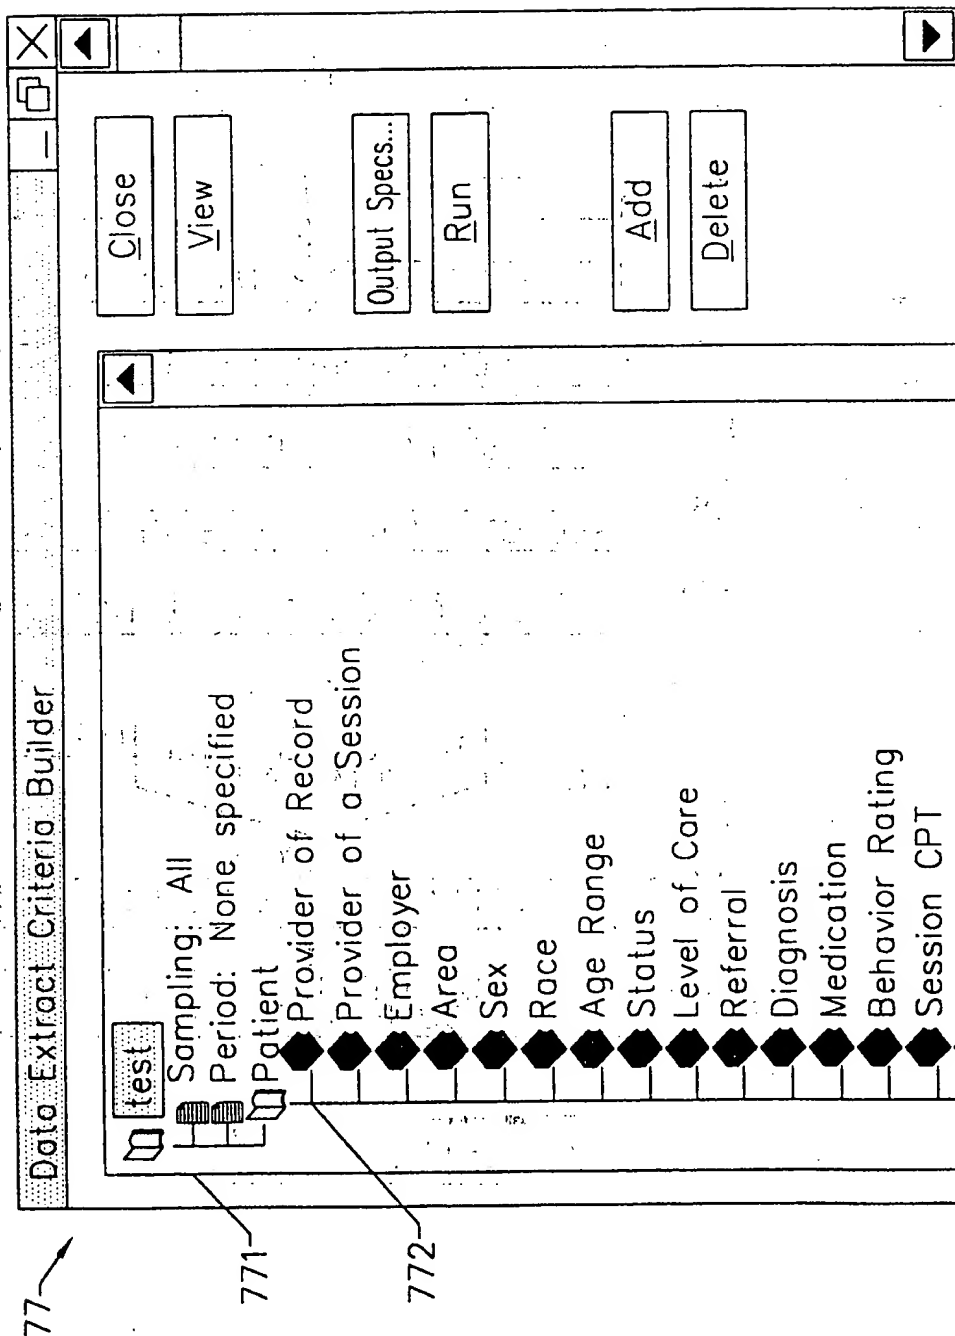 77
Data Extract Criteria Builder
771
772
test
Sampling: All
Period: None specified
Patient
Provider of Record
Provider of a Session
Employer
Area
Sex
Race
Age Range
Status
Level of Care
Referral
Diagnosis
Medication
Behavior Rating
Session CPT
Close
View
Output Specs...
Run
Add
Delete